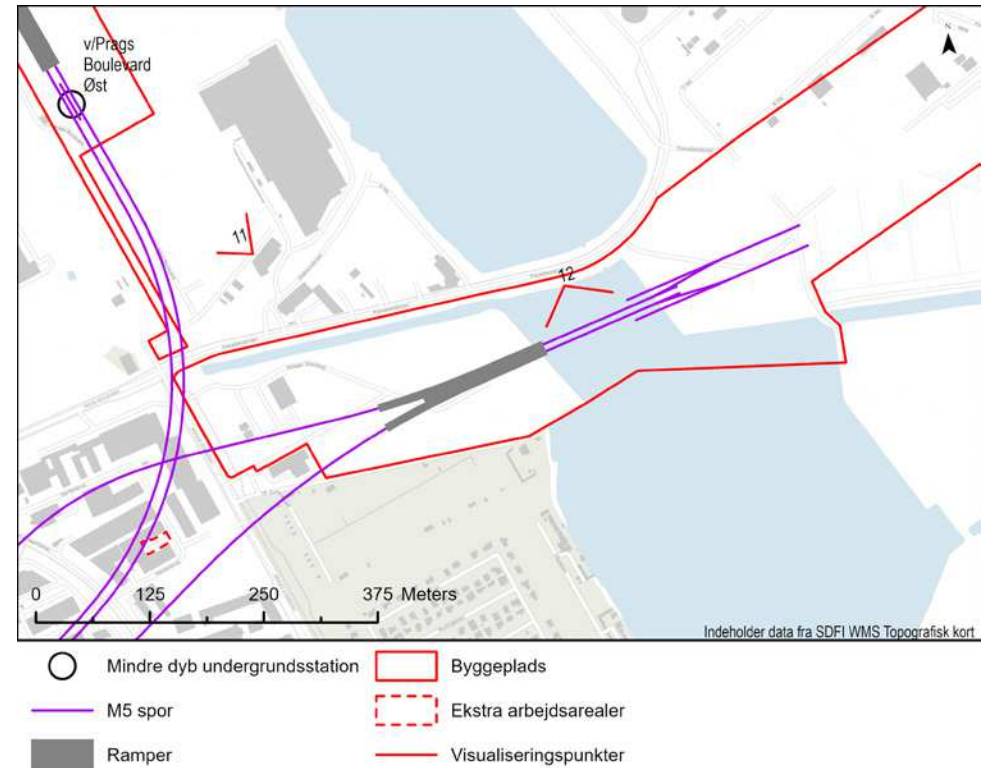 v/Prags
Boulevard
Øst
N
11
12
0 125 250 375 Meters
Indeholder data fra SDFI WMS Topografisk kort
Mindre dyb undergrundsstation
Byggeplads
M5 spor
Ekstra arbejdsarealer
Ramper
Visualiseringspunkter